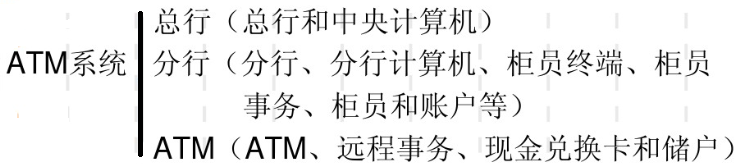 总行（总行和中央计算机）
ATM系统 分行（分行、分行计算机、柜员终端、柜员
事务、柜员和账户等）
ATM（ATM、远程事务、现金兑换卡和储户）